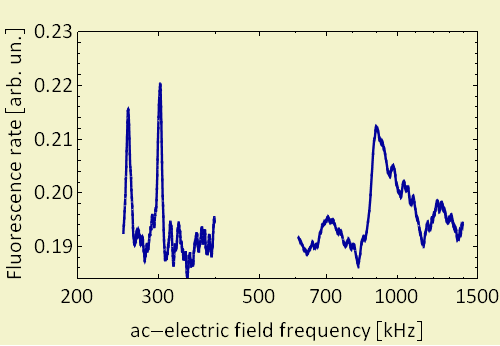 0.23
0.22
0.21
0.20
0.19
Fluorescence rate [arb. un.]
200 300 500 700 1000 1500
ac−electric field frequency [kHz]